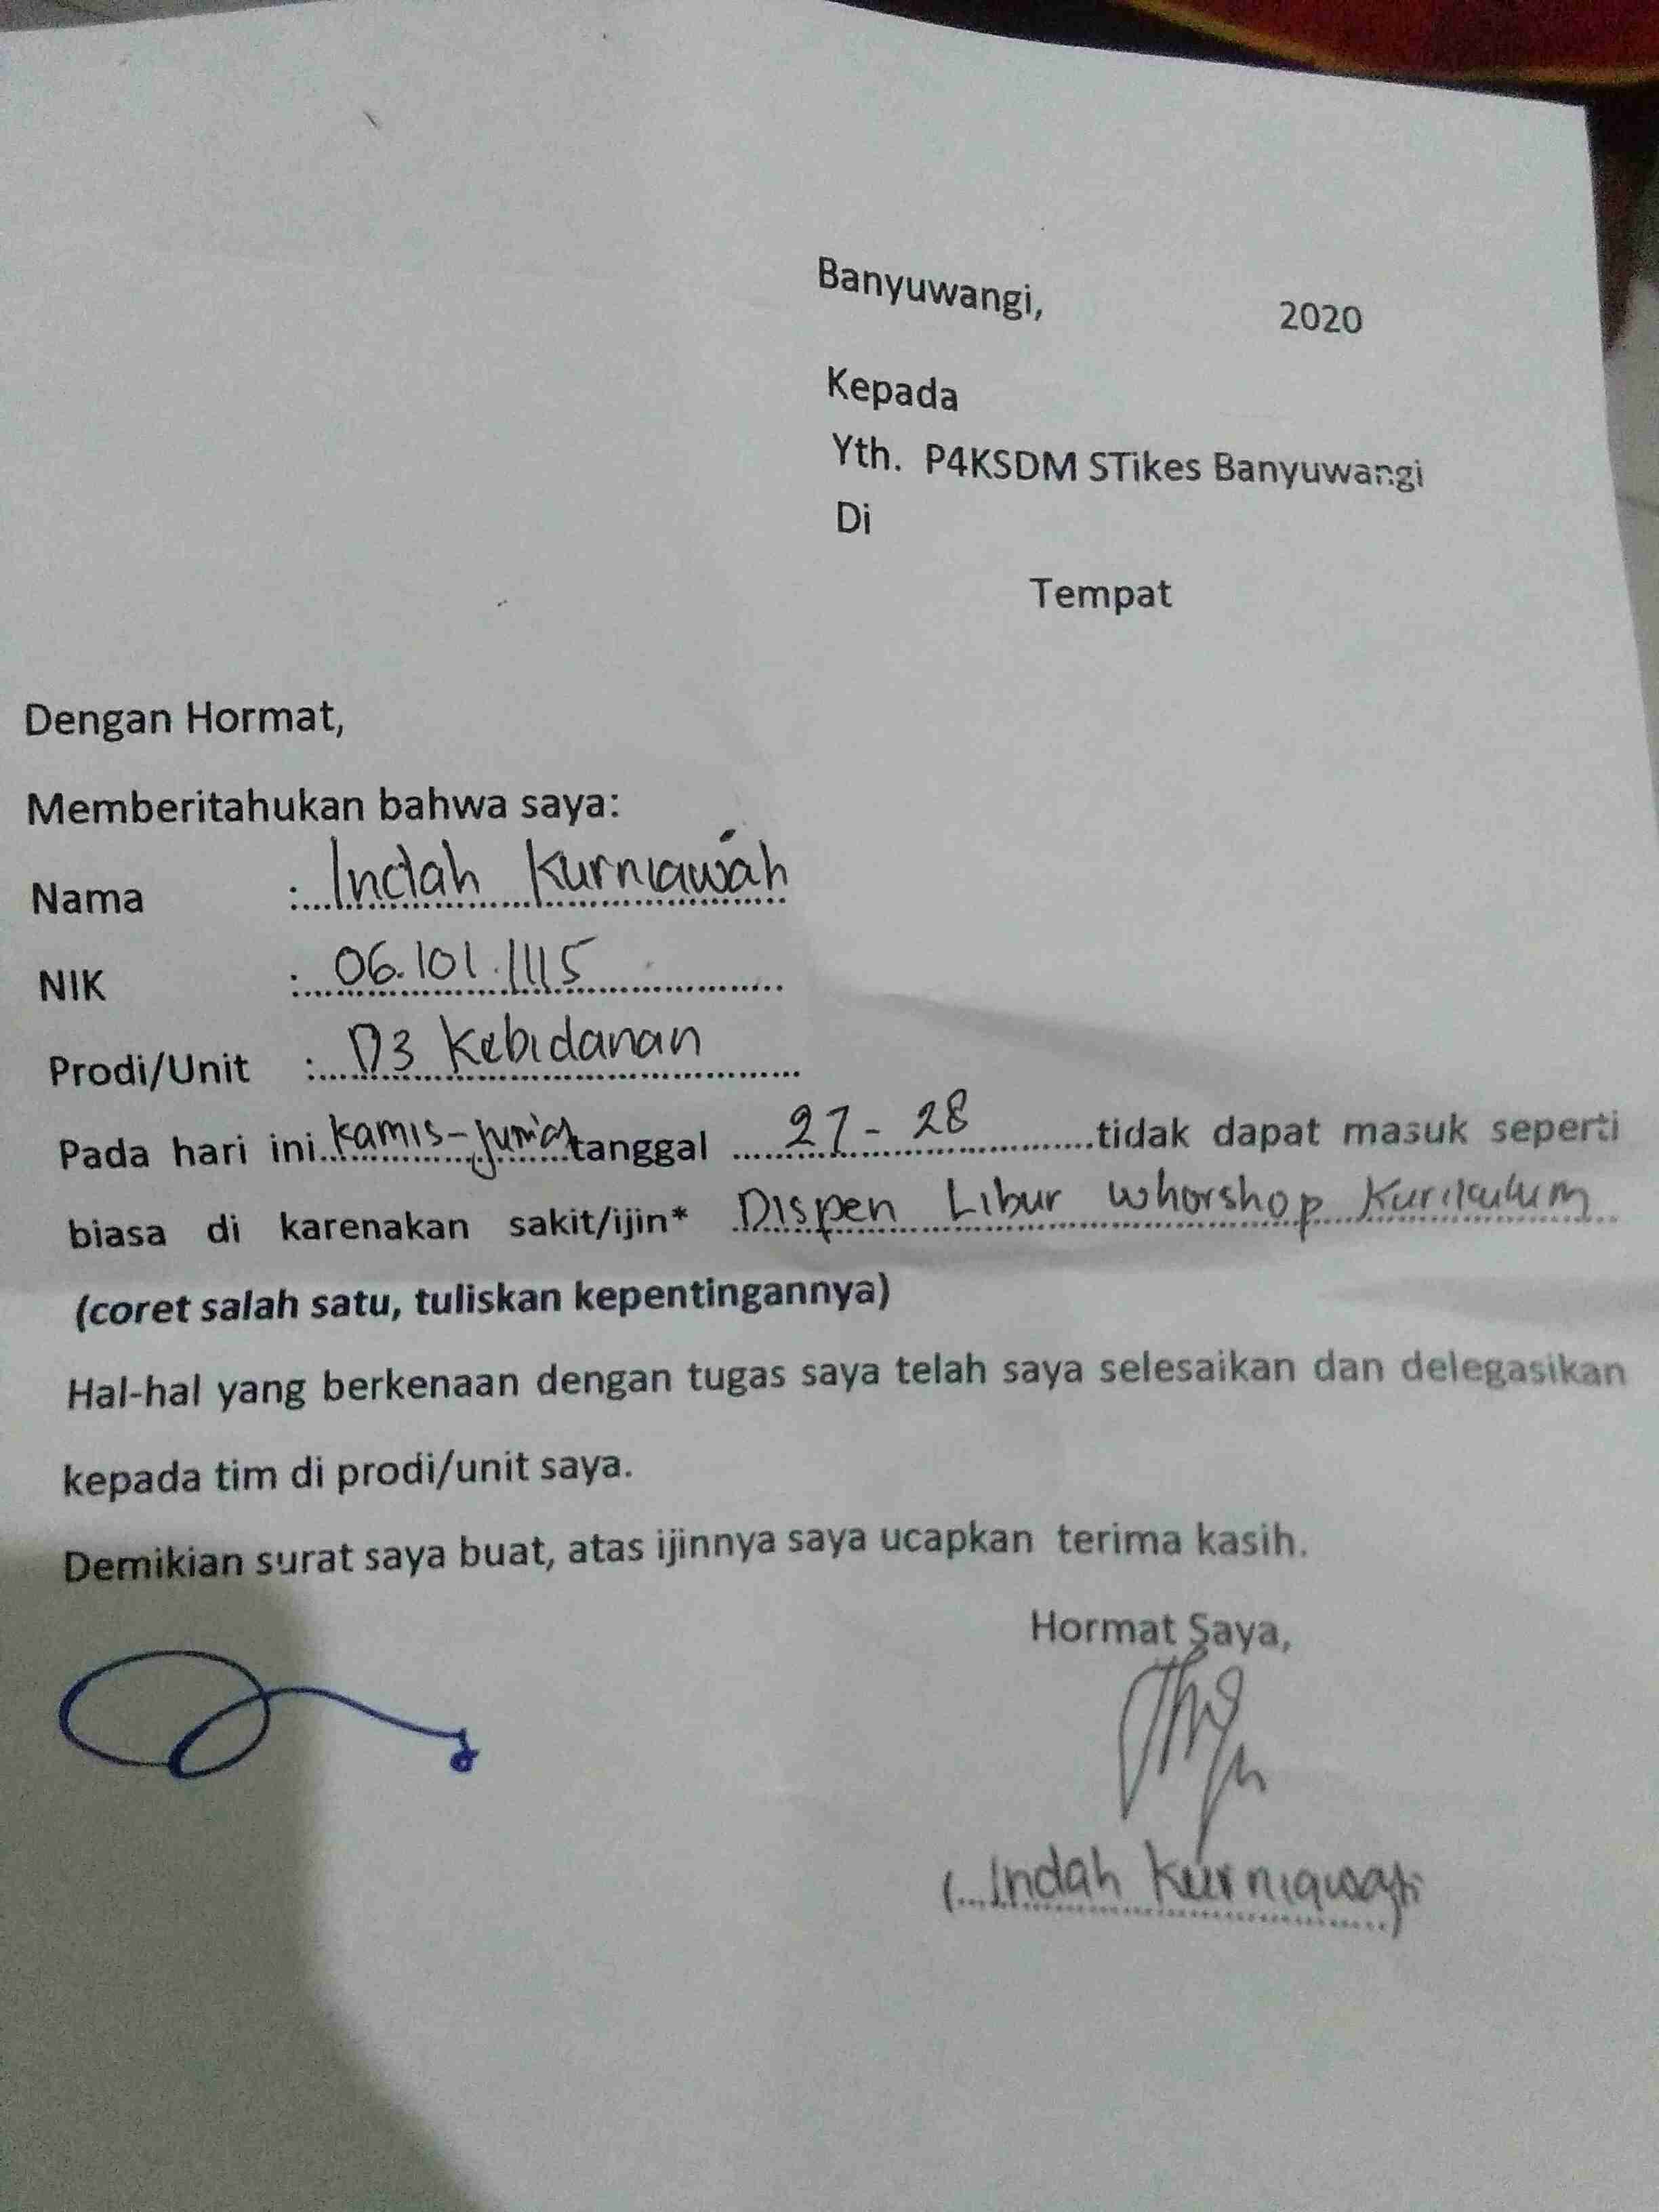 Banyuwangi, 2020
Kepada
Yth. P4KSDM STikes Banyuwangi
Di
Tempat
Dengan Hormat,
Memberitahukan bahwa saya:
Nama : Indah Kurniawati
NIK : 06.101.1115
Prodi/Unit : D3 Kebidanan
Pada hari ini kamis-jum'at tanggal 27-28 tidak dapat masuk seperti
biasa di karenakan sakit/ijin* Dispen Libur Whorshop Kurikulum
(coret salah satu, tuliskan kepentingannya)
Hal-hal yang berkenaan dengan tugas saya telah saya selesaikan dan delegasikan
kepada tim di prodi/unit saya.
Demikian surat saya buat, atas ijinnya saya ucapkan terima kasih.
Hormat Saya,
(Indah Kurniawati)